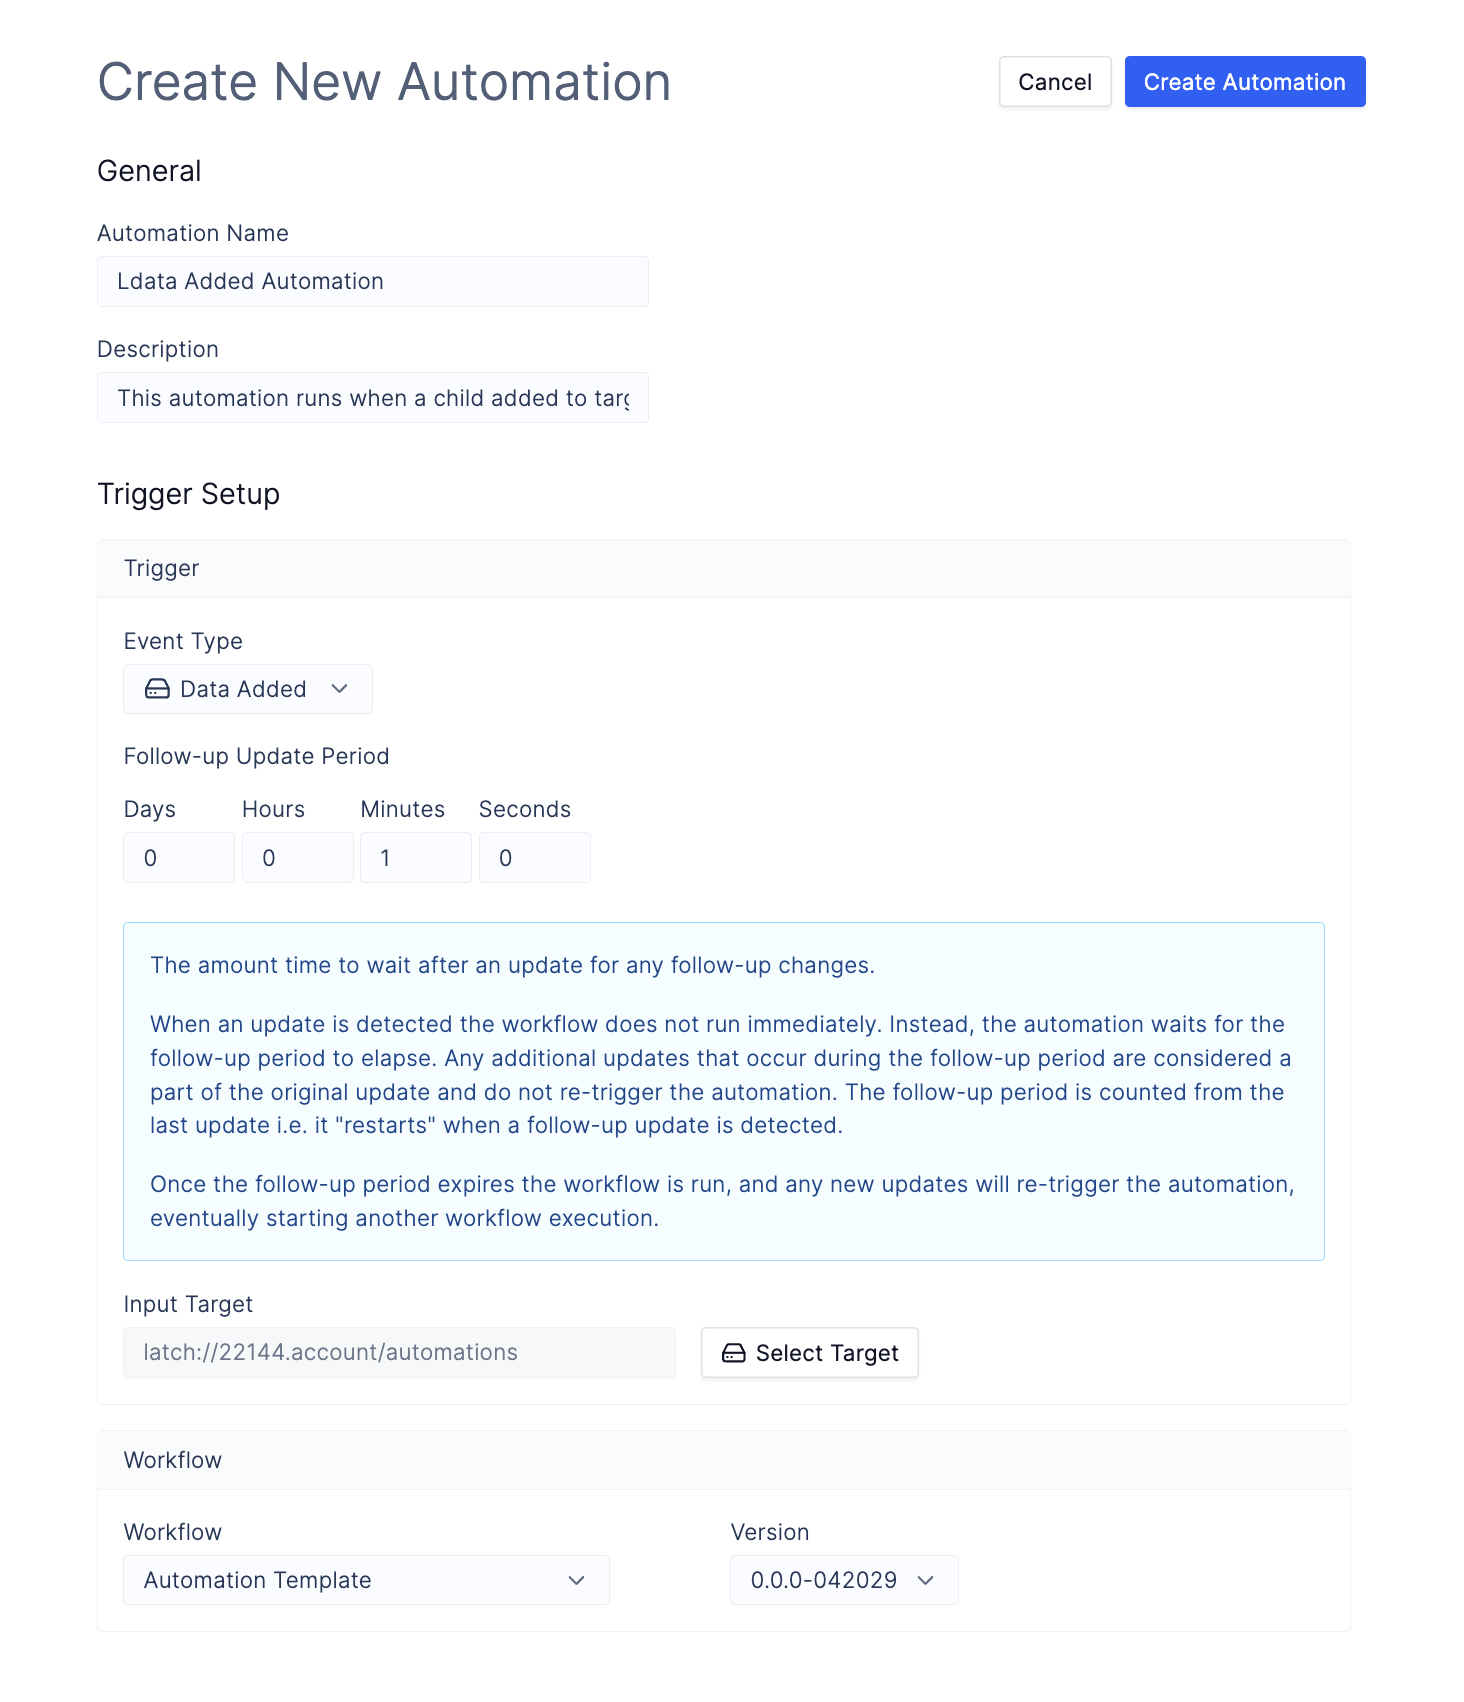 Create New Automation
Cancel
Create Automation
General
Automation Name
Ldata Added Automation
Description
This automation runs when a child added to targ
Trigger Setup
Trigger
Event Type
Data Added
Follow-up Update Period
Days Hours Minutes Seconds
0 0 1 0
The amount time to wait after an update for any follow-up changes.
When an update is detected the workflow does not run immediately. Instead, the automation waits for the
follow-up period to elapse. Any additional updates that occur during the follow-up period are considered a
part of the original update and do not re-trigger the automation. The follow-up period is counted from the
last update i.e. it "restarts" when a follow-up update is detected.
Once the follow-up period expires the workflow is run, and any new updates will re-trigger the automation,
eventually starting another workflow execution.
Input Target
latch://22144.account/automations
Select Target
Workflow
Workflow
Version
Automation Template
0.0.0-042029